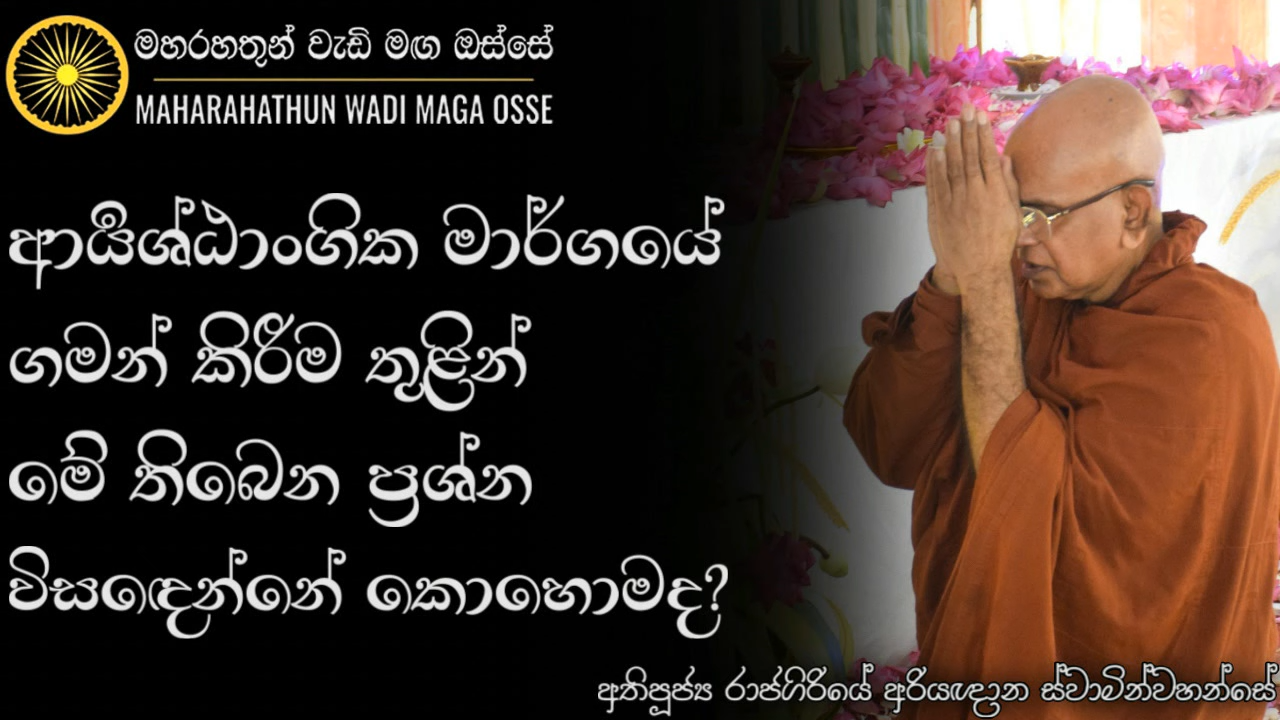 මහරහතුන් වැඩි මඟ ඔස්සේ
MAHARAHATHUN WADI MAGA OSSE
ආර්‍යශ්ඨාංගික මාර්ගයේ
ගමන් කිරීම තුළින්
මේ තිබෙන ප්‍රශ්න
විසඳෙන්නේ කොහොමද?
අතිපූජ්‍ය රාජගිරියේ අරියඥාන ස්වාමින්වහන්සේ